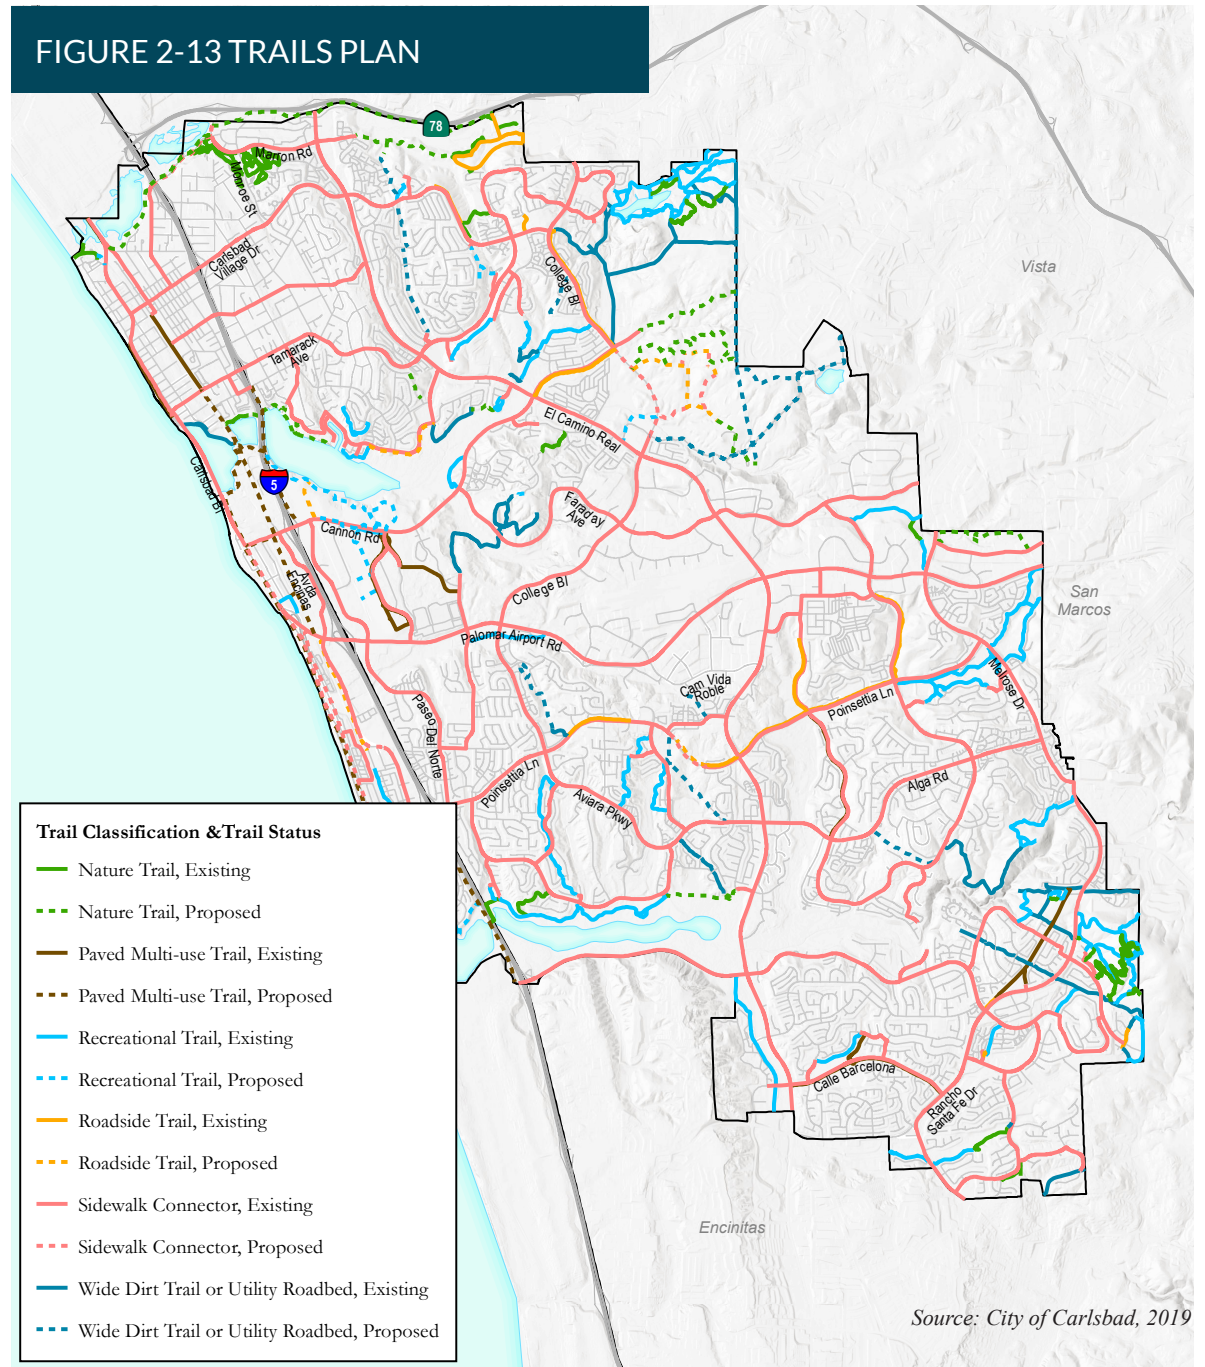 FIGURE 2-13 TRAILS PLAN
78
Marron Rd
Monroe St
Carlsbad
Village Dr
College Bl
Vista
Tamarack
Ave
El Camino Real
Carlsbad Bl
5
Faraday
Ave
Cannon Rd
Avda
Encinas
College Bl
San
Marcos
Palomar Airport Rd
Melrose Dr
Cam Vida
Roble
Poinsettia Ln
Paseo Del Norte
Poinsettia Ln
Alga Rd
Aviara Pkwy
Trail Classification &Trail Status
Nature Trail, Existing
Nature Trail, Proposed
Paved Multi-use Trail, Existing
Paved Multi-use Trail, Proposed
Recreational Trail, Existing
Recreational Trail, Proposed
Roadside Trail, Existing
Roadside Trail, Proposed
Sidewalk Connector, Existing
Sidewalk Connector, Proposed
Wide Dirt Trail or Utility Roadbed, Existing
Wide Dirt Trail or Utility Roadbed, Proposed
Calle Barcelona
Rancho
Santa Fe Dr
Encinitas
Source: City of Carlsbad, 2019